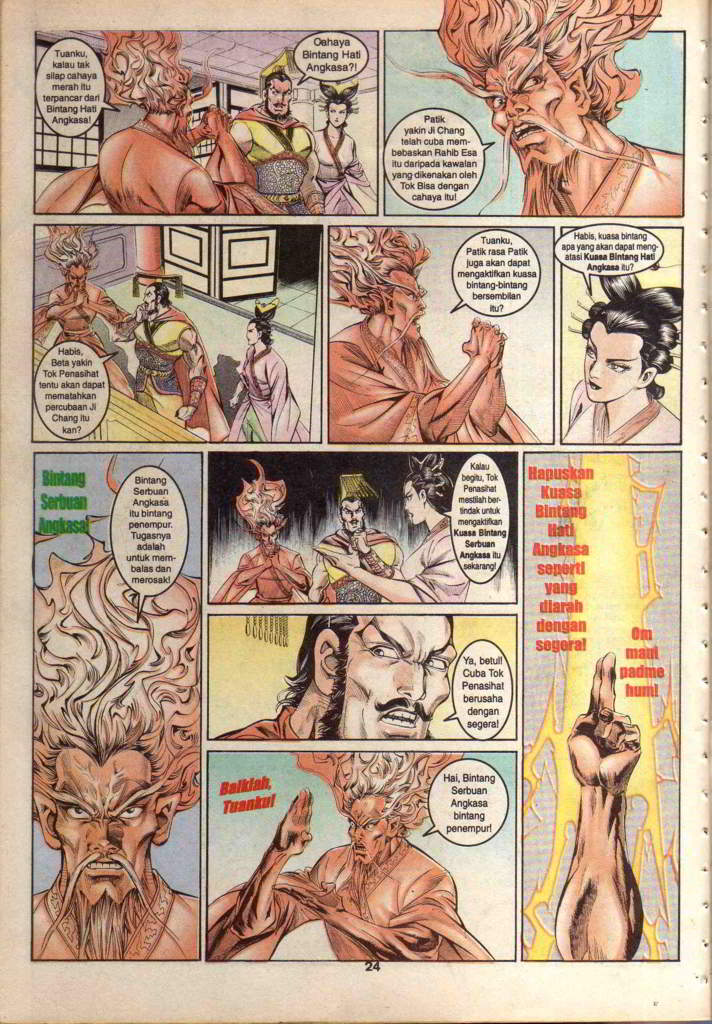 Tuanku,
kalau tak
silap cahaya
merah itu
terpancar dari
Bintang Hati
Angkasa!
Cahaya
Bintang Hati
Angkasa?!
Patik
yakin Ji Chang
telah cuba mem-
bebaskan Rahib Esa
itu daripada kawalan
yang dikenakan oleh
Tok Bisa dengan
cahaya itu!
Habis,
Beta yakin
Tok Penasihat
tentu akan dapat
mematahkan
percubaan Ji
Chang itu
kan?
Tuanku,
Patik rasa Patik
juga akan dapat
mengaktifkan kuasa
bintang-bintang
bersembilan
itu?
Habis, kuasa bintang
apa yang akan dapat meng-
atasi Kuasa Bintang Hati
Angkasa itu?
Bintang
Serbuan
Angkasa!
Bintang
Serbuan
Angkasa
itu bintang
penempur.
Tugasnya
adalah
untuk mem-
balas dan
merosak!
Kalau
begitu, Tok
Penasihat
mestilah ber-
tindak untuk
mengaktifkan
Kuasa Bintang
Serbuan
Angkasa itu
sekarang!
Ya, betul!
Cuba Tok
Penasihat
berusaha
dengan
segera!
Baiklah,
Tuanku!
Hai, Bintang
Serbuan
Angkasa
bintang
penempur!
Hapuskan
Kuasa
Bintang
Hati
Angkasa
seperti
yang
diarah
dengan
segera!
Om
maui
padme
hum!
24